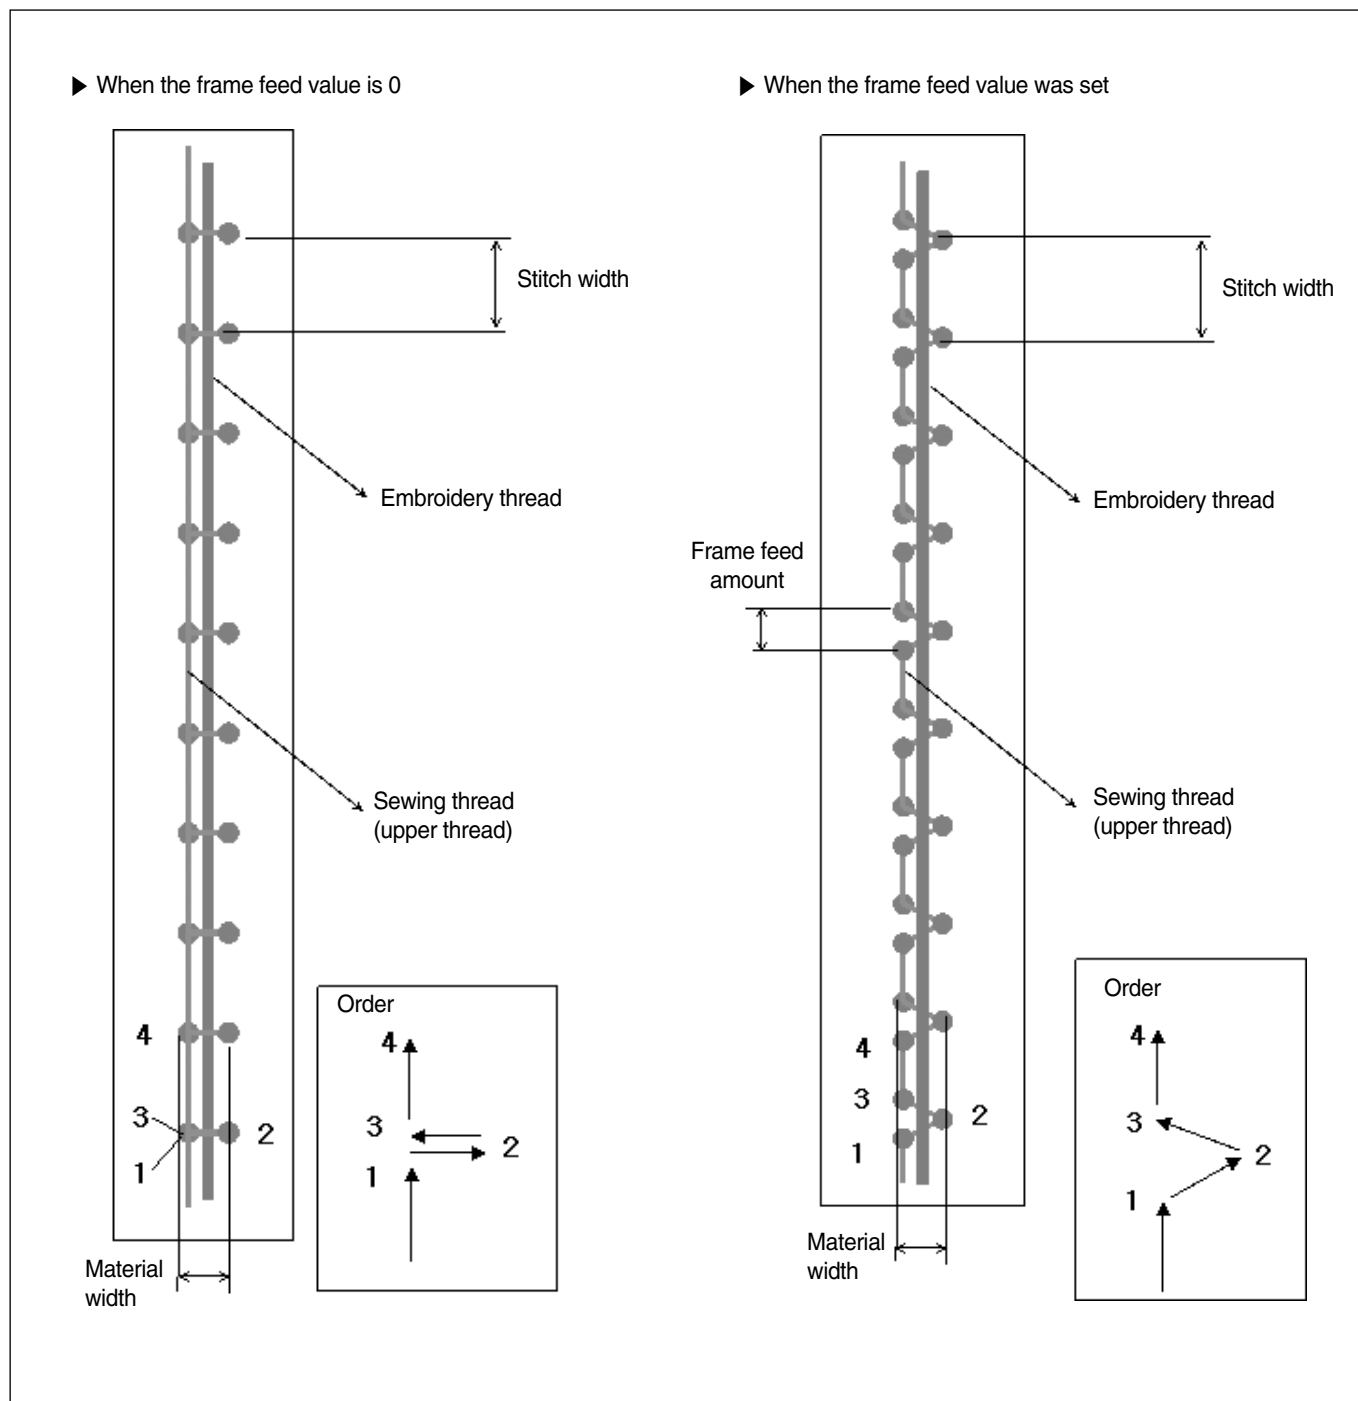 ▶ When the frame feed value is 0
Stitch width
Embroidery thread
Sewing thread
(upper thread)
4
3
1
2
Material
width
Order
4
3
2
1
▶ When the frame feed value was set
Stitch width
Embroidery thread
Frame feed
amount
Sewing thread
(upper thread)
4
3
1
2
Material
width
Order
4
3
2
1